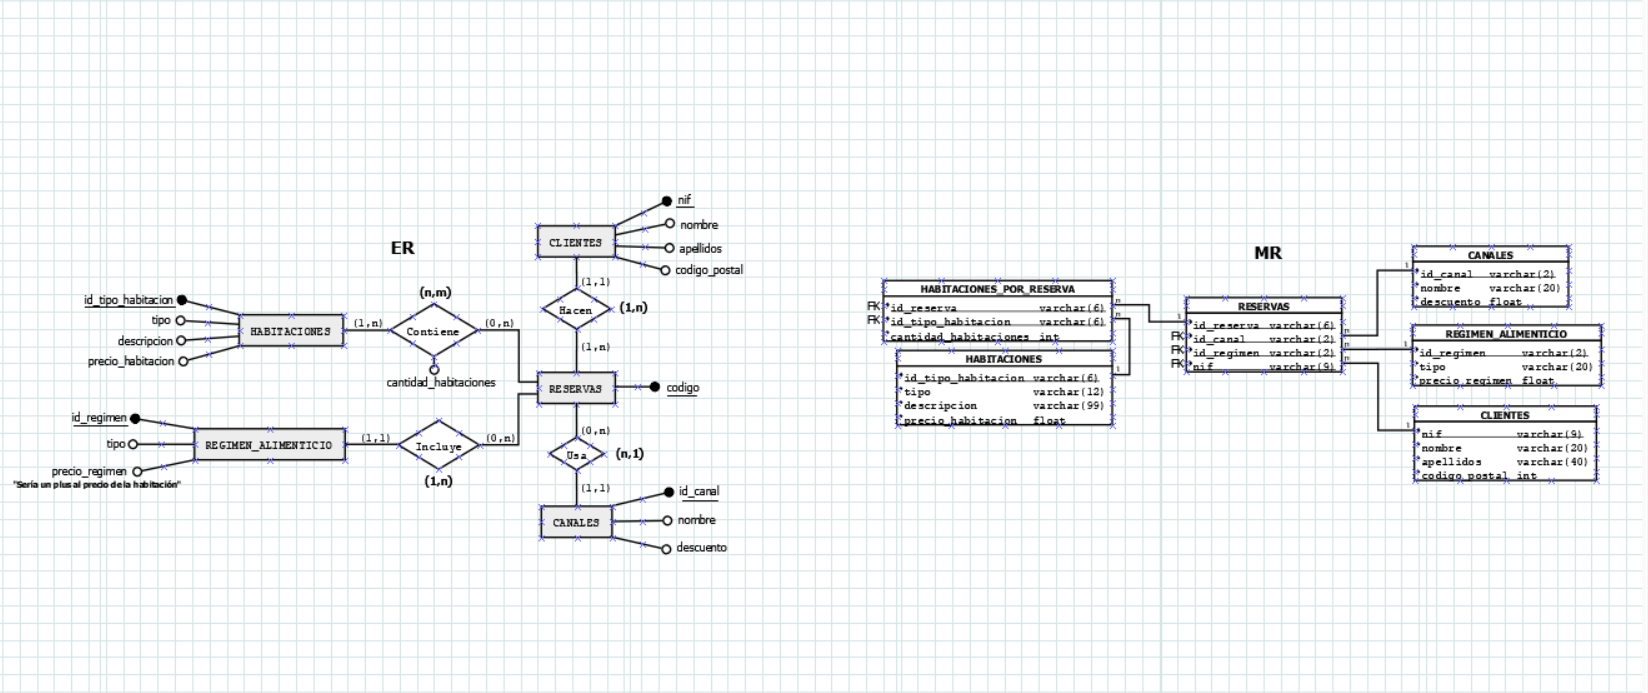 ER
nif
nombre
apellidos
codigo_postal
CLIENTES
(1,1)
Hacen
(1,n)
(1,n)
id_tipo_habitacion
tipo
descripcion
precio_habitacion
HABITACIONES
(1,n)
(n,m)
Contiene
(0,n)
cantidad_habitaciones
RESERVAS
codigo
id_regimen
tipo
precio_regimen
"Sería un plus al precio de la habitación"
REGIMEN_ALIMENTICIO
(1,1)
Incluye
(0,n)
(1,n)
(0,n)
Usa
(n,1)
(1,1)
CANALES
id_canal
nombre
descuento
MR
HABITACIONES_POR_RESERVA
FK id_reserva varchar(6)
FK id_tipo_habitacion varchar(6)
cantidad_habitaciones int
n
n
1
HABITACIONES
id_tipo_habitacion varchar(6)
tipo varchar(12)
descripcion varchar(99)
precio_habitacion float
1
RESERVAS
id_reserva varchar(6)
FK id_canal varchar(2)
FK id_regimen varchar(2)
FK nif varchar(9)
n
n
n
1
CANALES
id_canal varchar(2)
nombre varchar(20)
descuento float
1
REGIMEN_ALIMENTICIO
id_regimen varchar(2)
tipo varchar(20)
precio_regimen float
1
CLIENTES
nif varchar(9)
nombre varchar(20)
apellidos varchar(40)
codigo_postal int